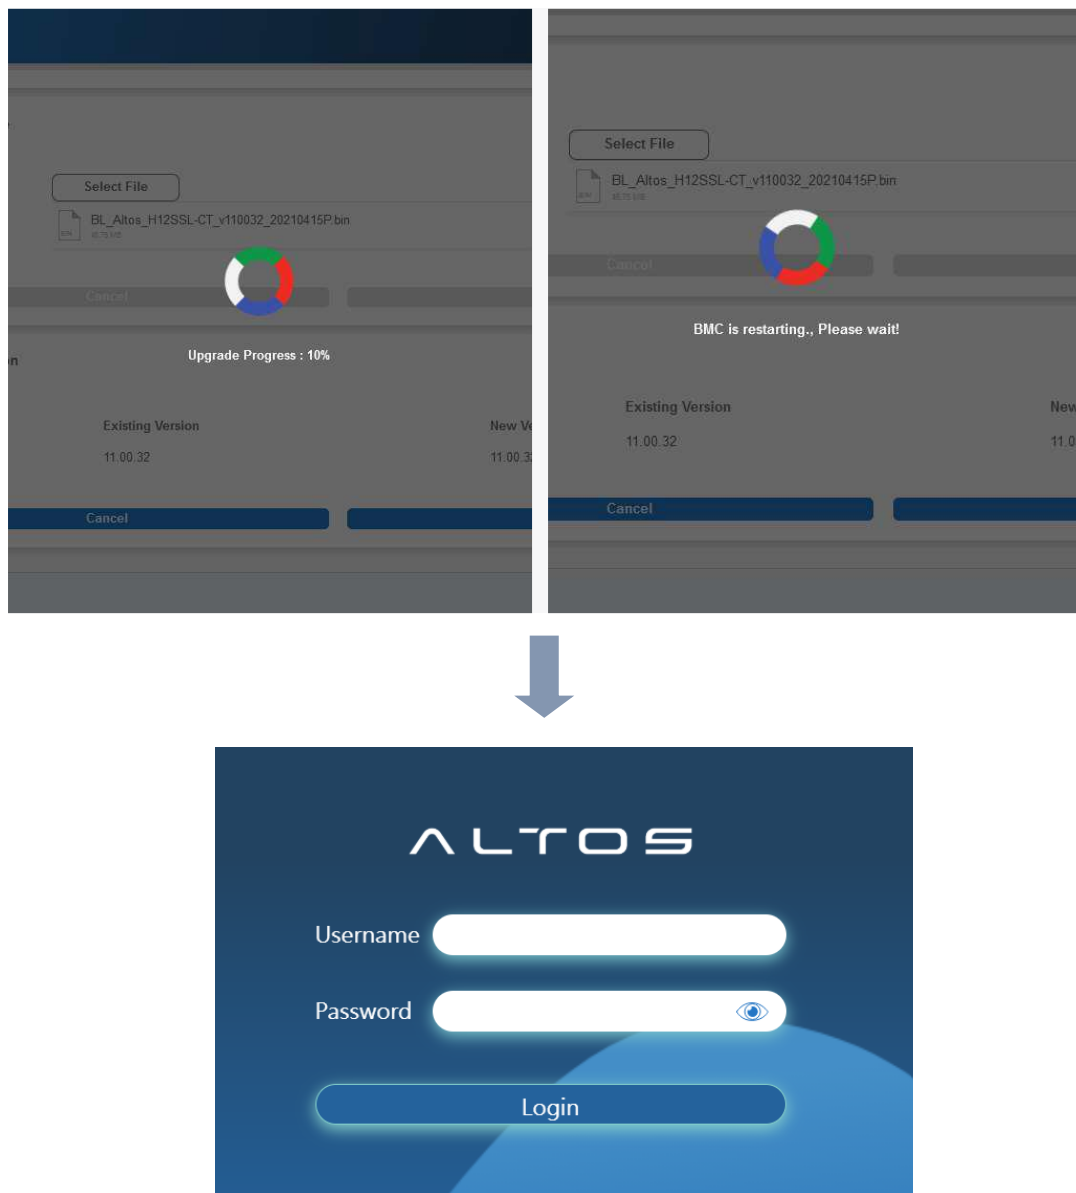 Select File
BL_Altos_H12SSL-CT_v110032_20210415P.bin
Cancel
Upgrade Progress : 10%
on
Existing Version
New Ve
11.00.32
11.00.3
Cancel
Select File
BL_Altos_H12SSL-CT_v110032_20210415P.bin
Cancel
BMC is restarting., Please wait!
Existing Version
New
11.00.32
11.0
Cancel
ALTOS
Username
Password
Login